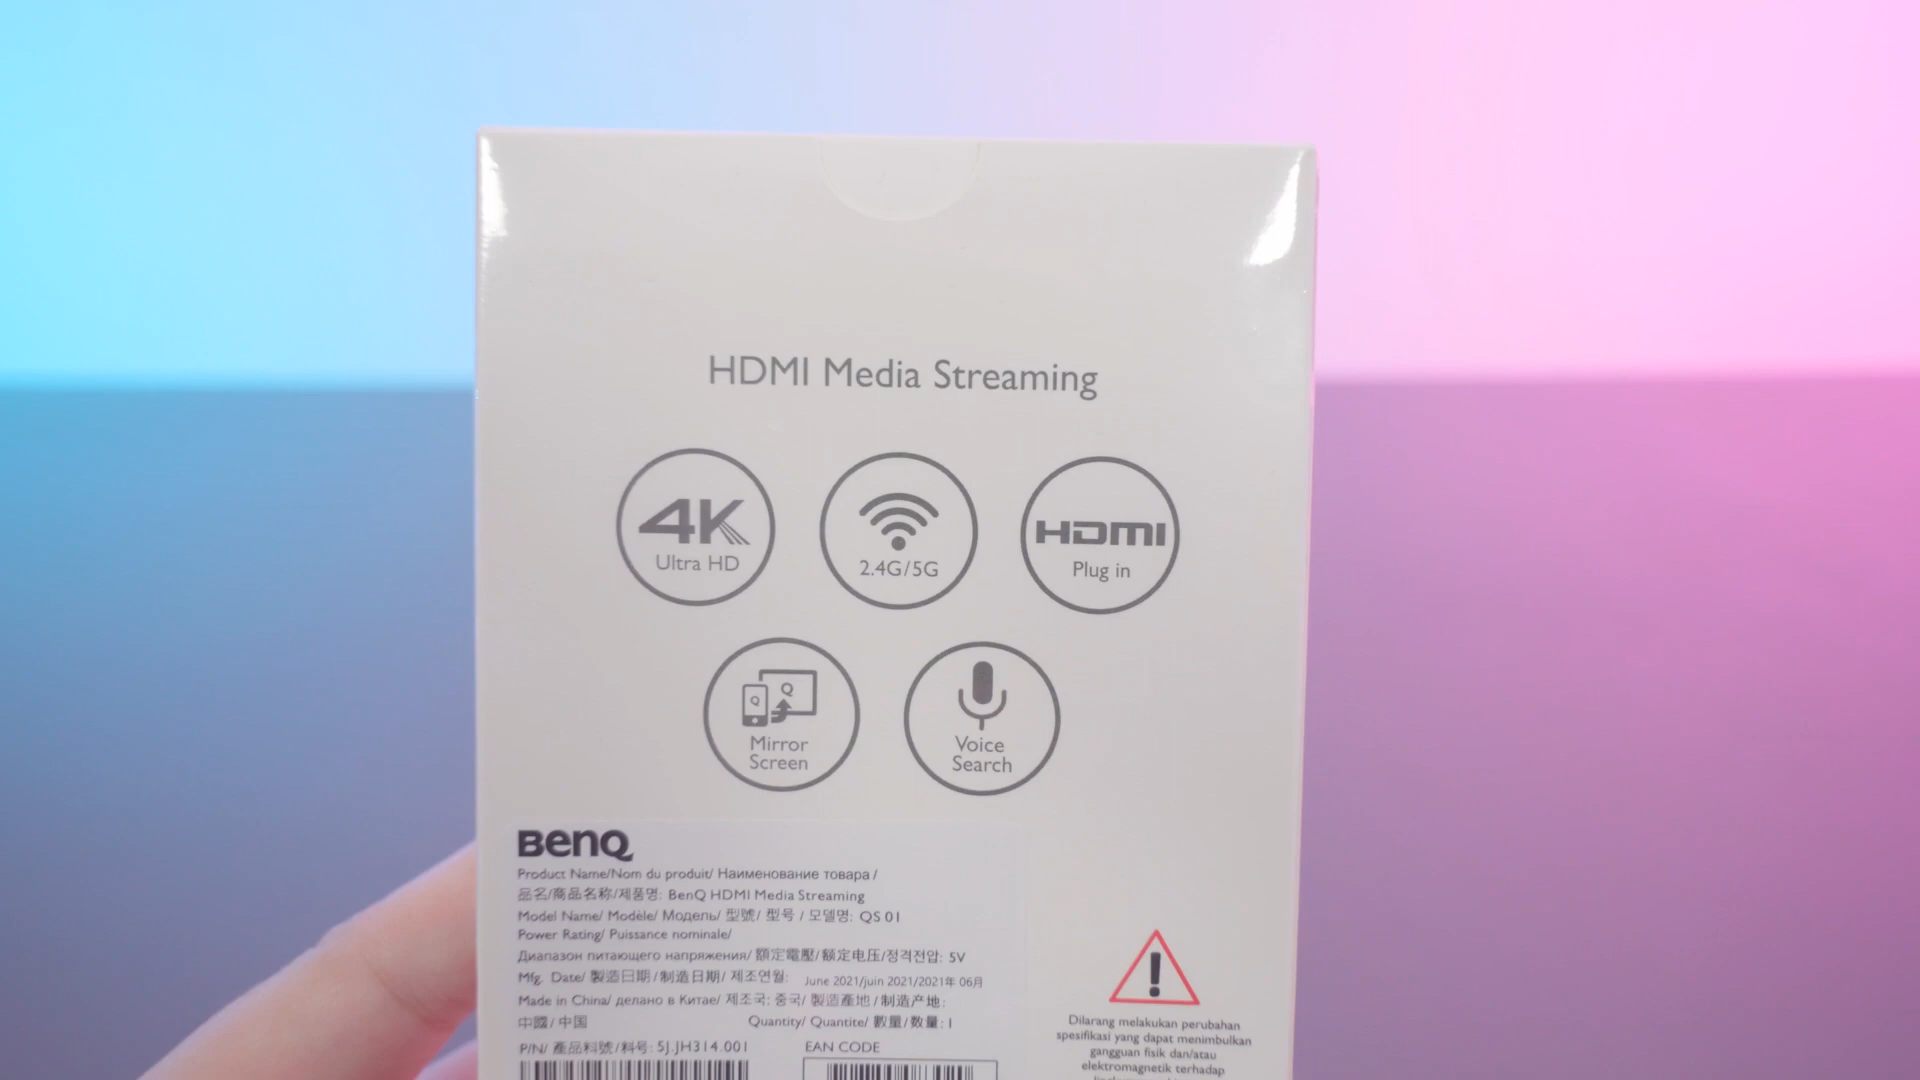 HDMI Media Streaming
4K
Ultra HD
2.4G/5G
HDMI
Plug in
Q
Q
Mirror
Screen
Voice
Search
BenQ
Product Name/Nom du produit/ Наименование товара /
品名/商品名称/제품명: BenQ HDMI Media Streaming
Model Name/ Modèle/ Модель/ 型號/ 型号 / 모델명: QS 01
Power Rating/ Puissance nominale/
Диапазон питающего напряжения/ 額定電壓/额定电压/정격전압: 5V
Mfg. Date/ 製造日期 /制造日期/ 제조연월: June 2021/juin 2021/2021年 06月
Made in China/ делано в Китае/ 제조국: 중국/ 製造產地 /制造产地:
中國/ 中国
Quantity/ Quantite/ 數量/数量: 1
P/N/ 產品料號/料号: 5J.JH314.001
EAN CODE
Dilarang melakukan perubahan
spesifikasi yang dapat menimbulkan
gangguan fisik dan/atau
elektromagnetik terhadap